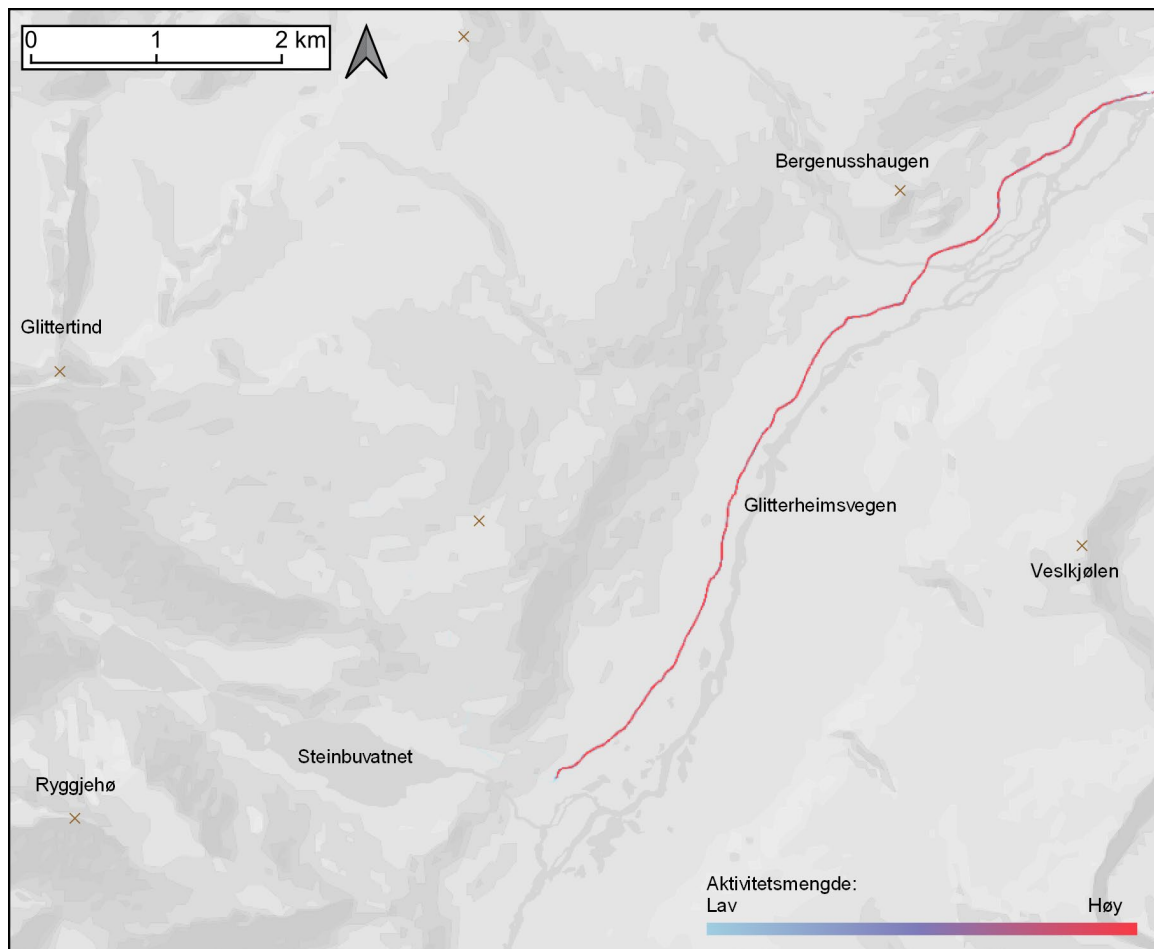 0 1 2 km
Bergenusshaugen
Glittertind
Glitterheimsvegen
Veslkjølen
Steinbuvatnet
Ryggjehø
Aktivitetsmengde:
Lav Høy